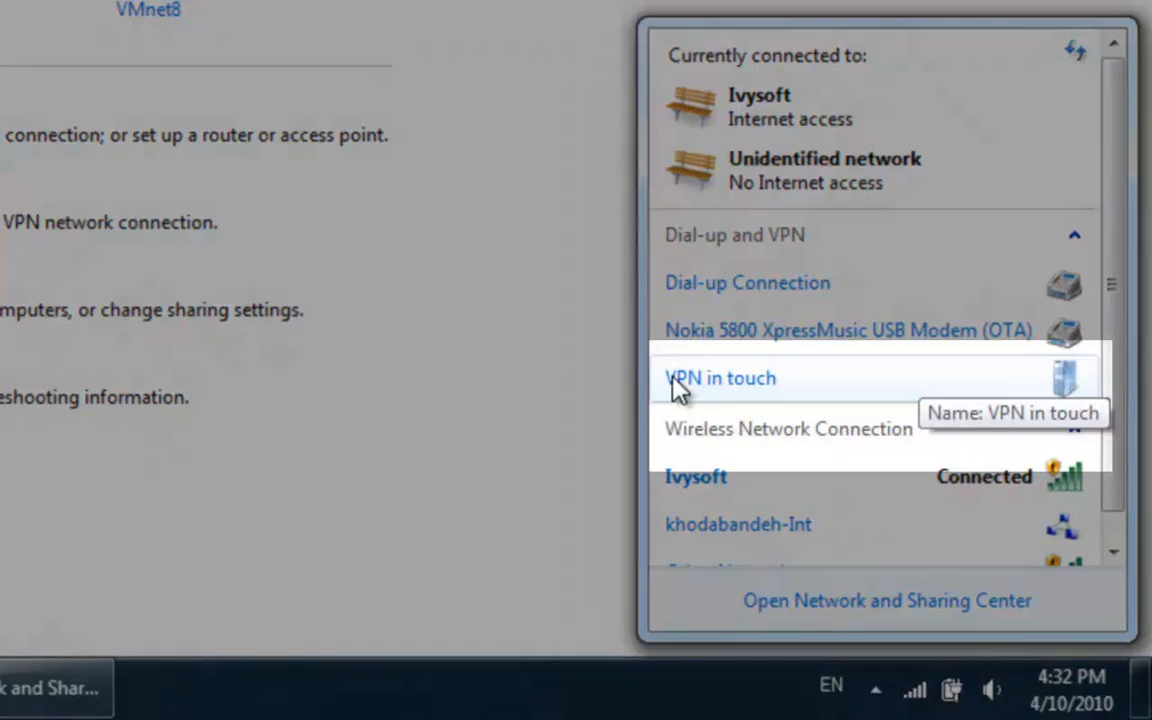 VMnet8
connection; or set up a router or access point.
VPN network connection.
mputers, or change sharing settings.
eshooting information.
Currently connected to:
Ivysoft
Internet access
Unidentified network
No Internet access
Dial-up and VPN
Dial-up Connection
Nokia 5800 XpressMusic USB Modem (OTA)
VPN in touch
Name: VPN in touch
Wireless Network Connection
Ivysoft Connected
khodabandeh-Int
Open Network and Sharing Center
k and Shar...
EN
4:32 PM
4/10/2010